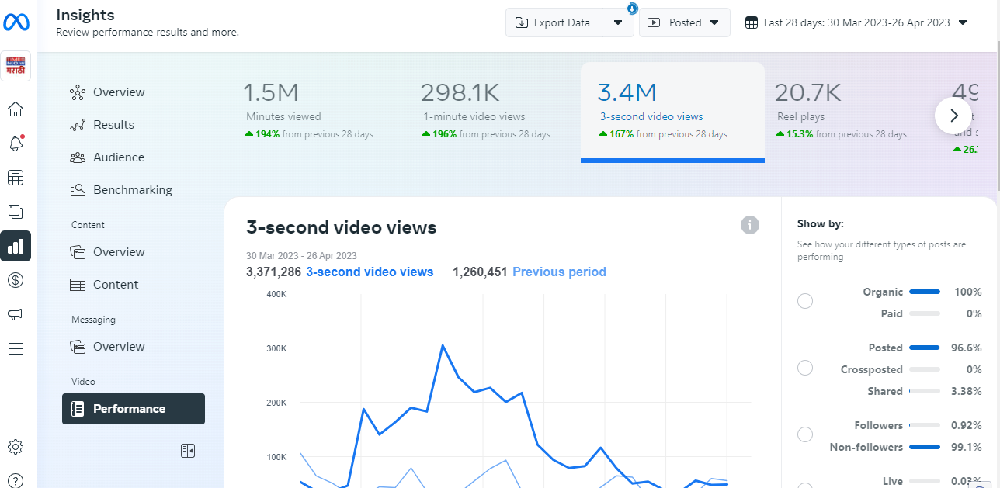 Insights
Review performance results and more.
Export Data
Posted
Last 28 days: 30 Mar 2023-26 Apr 2023
TIMES
NOW
मराठी
Overview
Results
Audience
Benchmarking
Content
Overview
Content
Messaging
Overview
Video
Performance
1.5M
Minutes viewed
194% from previous 28 days
298.1K
1-minute video views
196% from previous 28 days
3.4M
3-second video views
167% from previous 28 days
20.7K
Reel plays
15.3% from previous 28 days
49
26.
3-second video views
30 Mar 2023 - 26 Apr 2023
3,371,286 3-second video views 1,260,451 Previous period
400K
300K
200K
100K
Show by:
See how your different types of posts are
performing
Organic 100%
Paid 0%
Posted 96.6%
Crossposted 0%
Shared 3.38%
Followers 0.92%
Non-followers 99.1%
Live